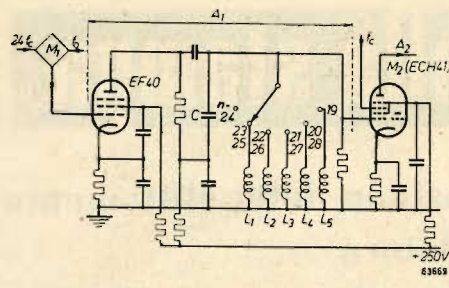 Δ₁
24fc
M₁
f₀
EF40
C
n=
24
23
25
22
26
21
27
20
28
19
fc
Δ₂
M₂(ECH41)
L₁
L₂
L₃
L₄
L₅
+250V
63669